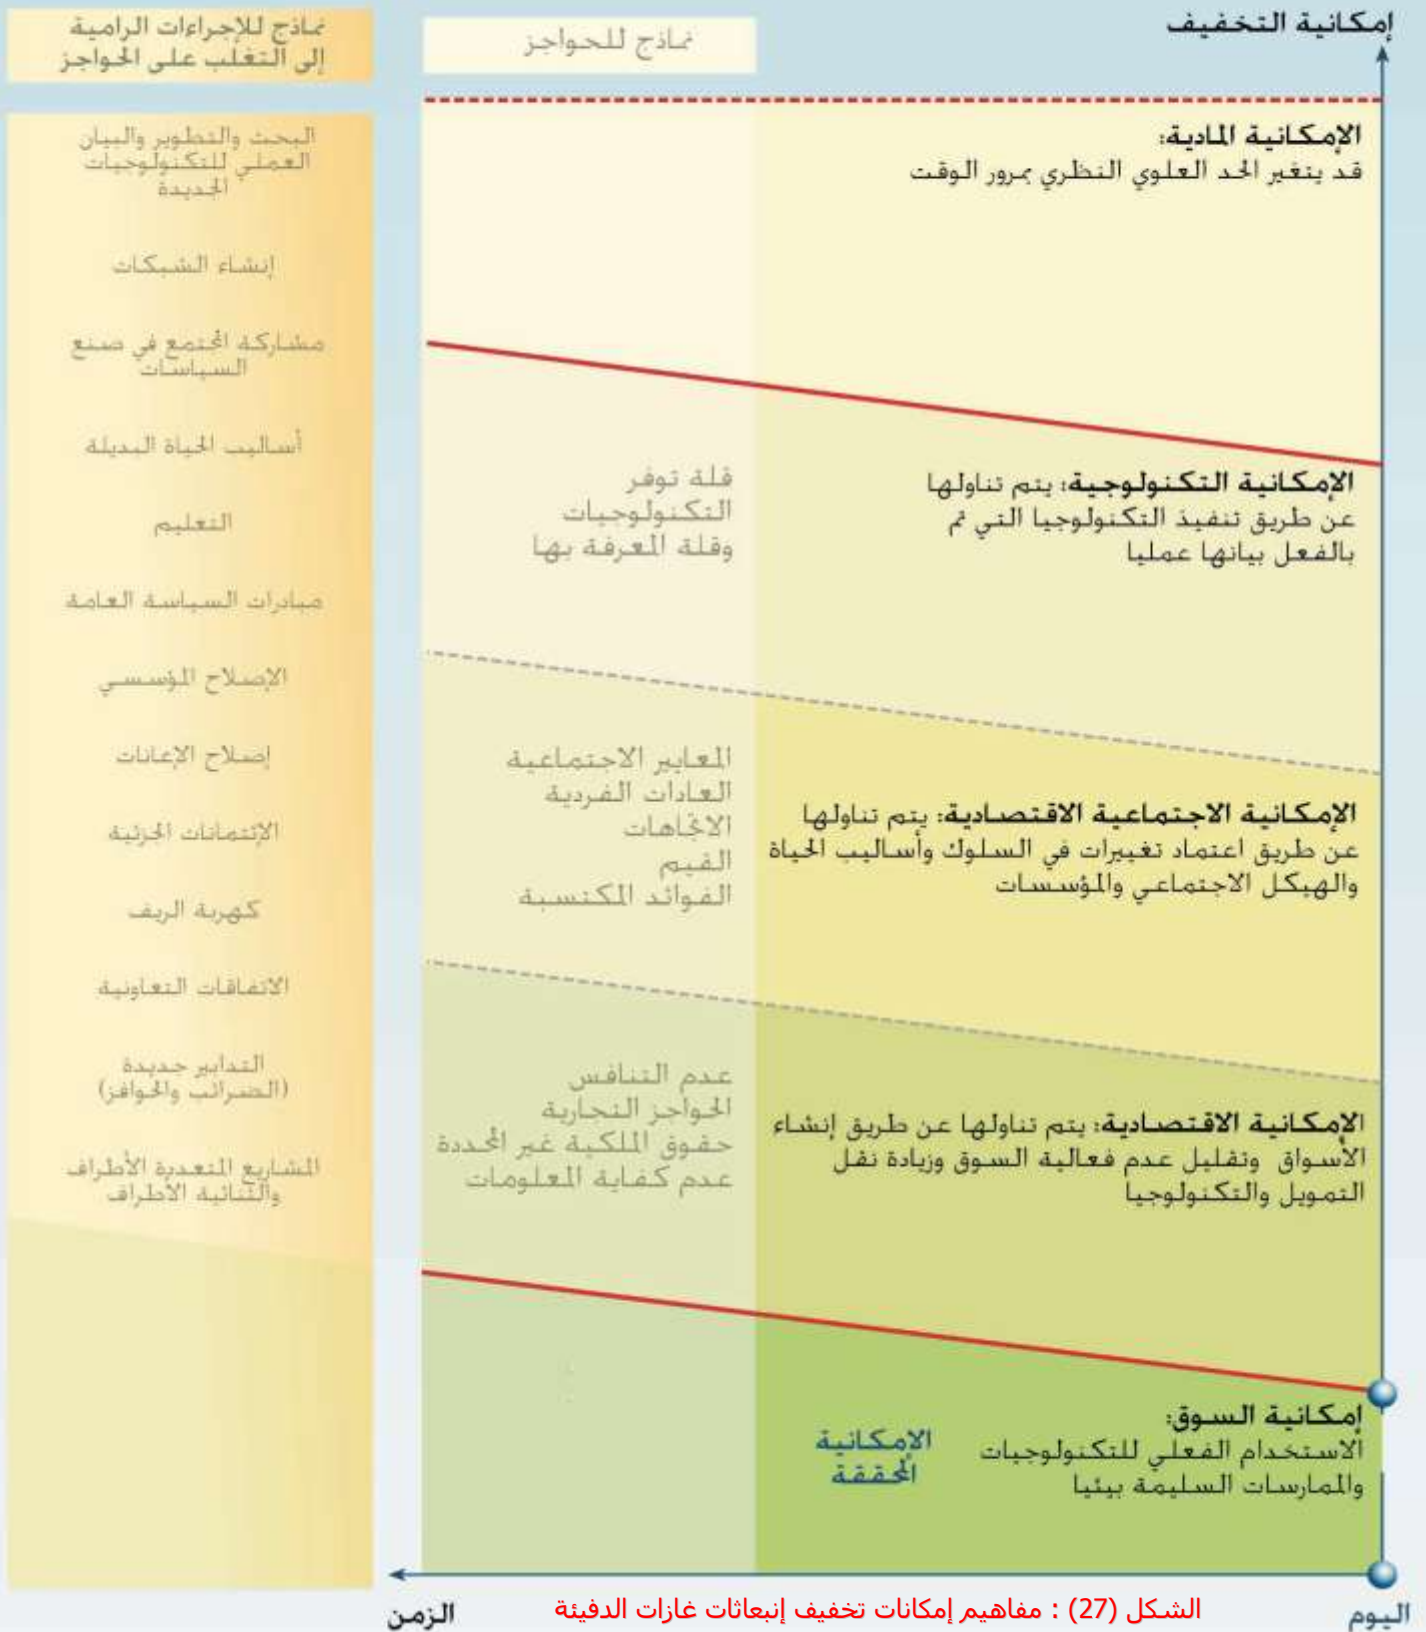 إمكانية التخفيف
نماذج للحواجز
نماذج للإجراءات الرامية
إلى التغلب على الحواجز
الإمكانية المادية:
قد يتغير الحد العلوي النظري بمرور الوقت
الإمكانية التكنولوجية: يتم تناولها
عن طريق تنفيذ التكنولوجيا التي تم
بالفعل بيانها عمليا
الإمكانية الاجتماعية الاقتصادية: يتم تناولها
عن طريق اعتماد تغييرات في السلوك وأساليب الحياة
والهيكل الاجتماعي والمؤسسات
الإمكانية الاقتصادية: يتم تناولها عن طريق إنشاء
الأسواق وتقليل عدم فعالية السوق وزيادة نقل
التمويل والتكنولوجيا
إمكانية السوق:
الاستخدام الفعلي للتكنولوجيات
والممارسات السليمة بيئيا
الإمكانية
المحققة
قلة توفر
التكنولوجيات
وقلة المعرفة بها
المعايير الاجتماعية
العادات الفردية
الاتجاهات
القيم
الفوائد المكتسبة
عدم التنافس
الحواجز التجارية
حقوق الملكية غير المحددة
عدم كفاية المعلومات
البحث والتطوير والبيان
العملي للتكنولوجيات
الجديدة
إنشاء الشبكات
مشاركة المجتمع في صنع
السياسات
أساليب الحياة البديلة
التعليم
مبادرات السياسة العامة
الإصلاح المؤسسي
إصلاح الإعانات
الإئتمانات الجزئية
كهربة الريف
الاتفاقات التعاونية
التدابير جديدة
(الضرائب والحوافز)
المشاريع المتعددة الأطراف
والثنائية الأطراف
اليوم
الشكل (27) : مفاهيم إمكانات تخفيف إنبعاثات غازات الدفيئة
الزمن